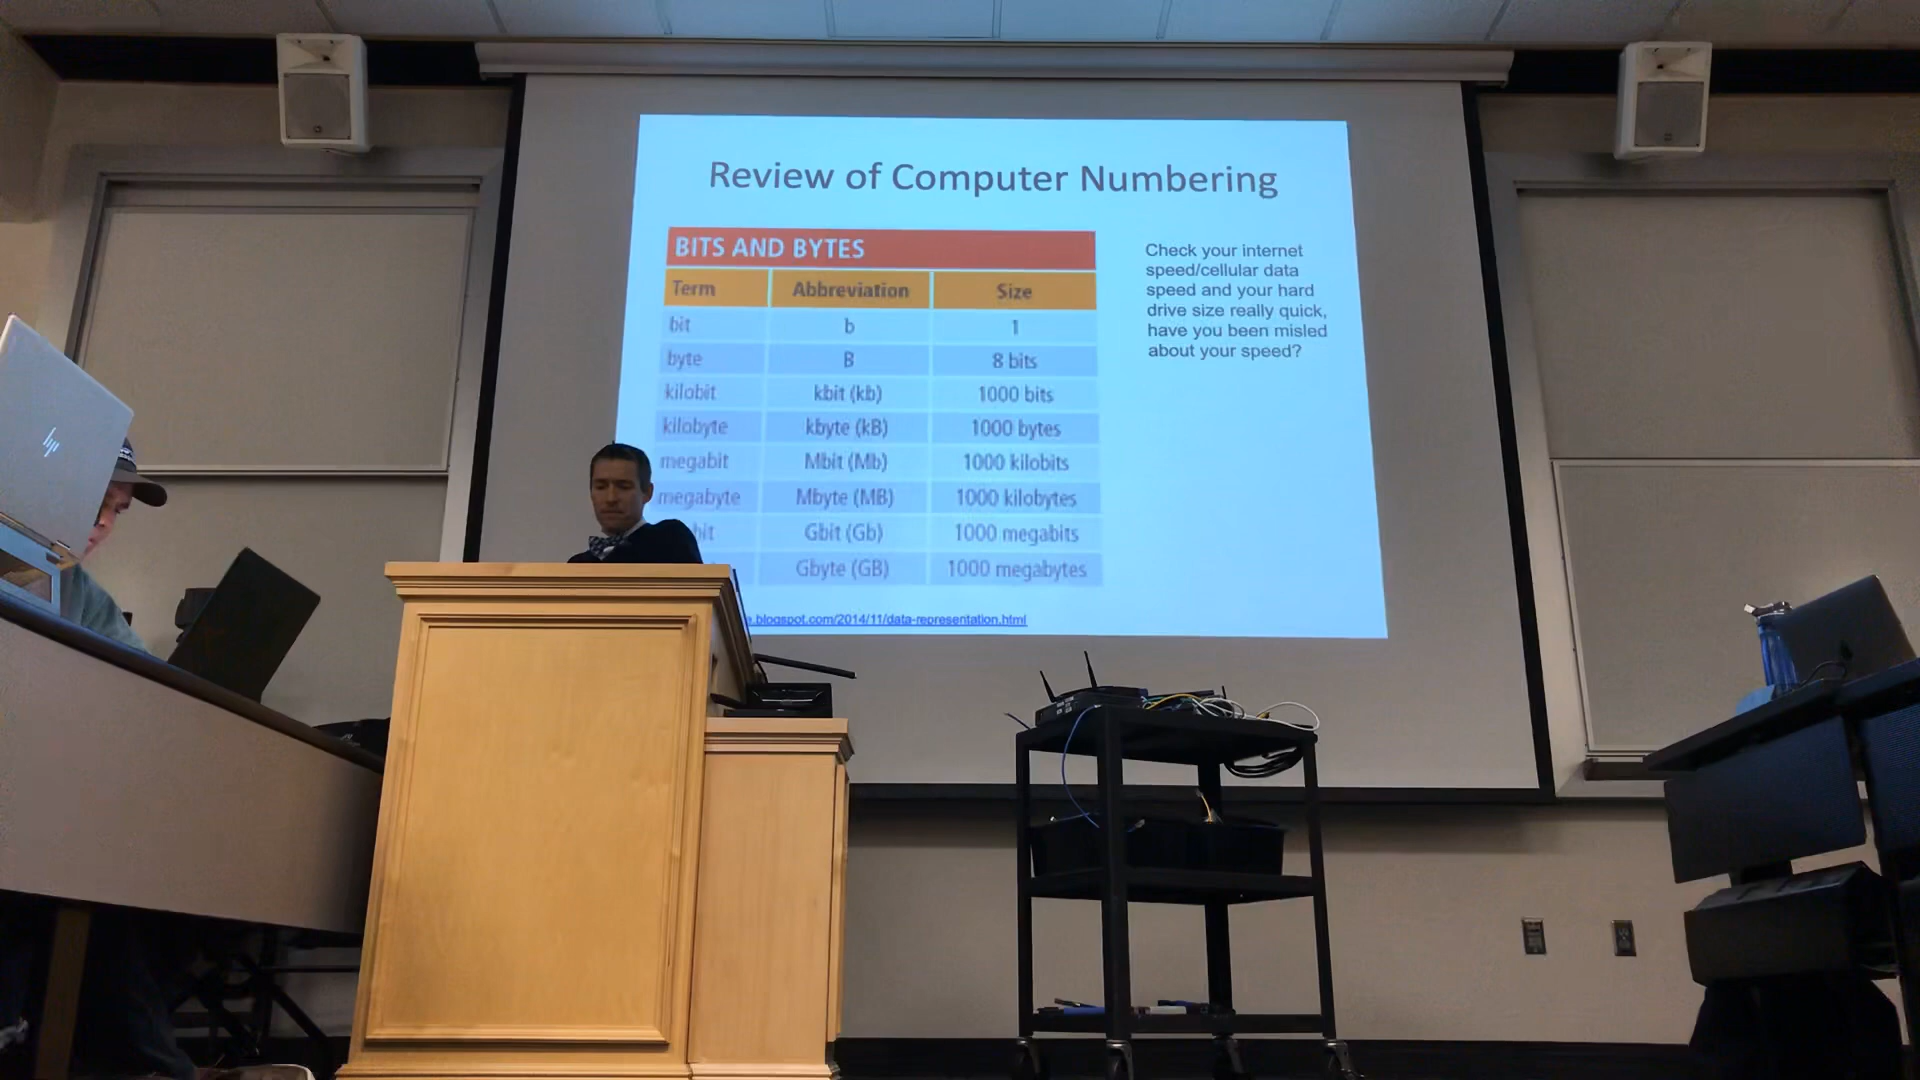 Review of Computer Numbering
BITS AND BYTES
Term Abbreviation Size
bit b 1
byte B 8 bits
kilobit kbit (kb) 1000 bits
kilobyte kbyte (kB) 1000 bytes
megabit Mbit (Mb) 1000 kilobits
megabyte Mbyte (MB) 1000 kilobytes
Gbit (Gb) 1000 megabits
Gbyte (GB) 1000 megabytes
blogspot.com/2014/11/data-representation.html
Check your internet
speed/cellular data
speed and your hard
drive size really quick,
have you been misled
about your speed?
hp